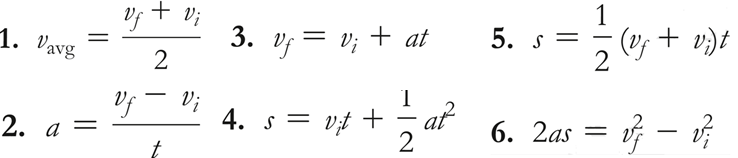 1. v_avg = (v_f + v_i)/2
3. v_f = v_i + at
5. s = 1/2 (v_f + v_i)t
2. a = (v_f − v_i)/t
4. s = v_i t + 1/2 at²
6. 2as = v_f² − v_i²